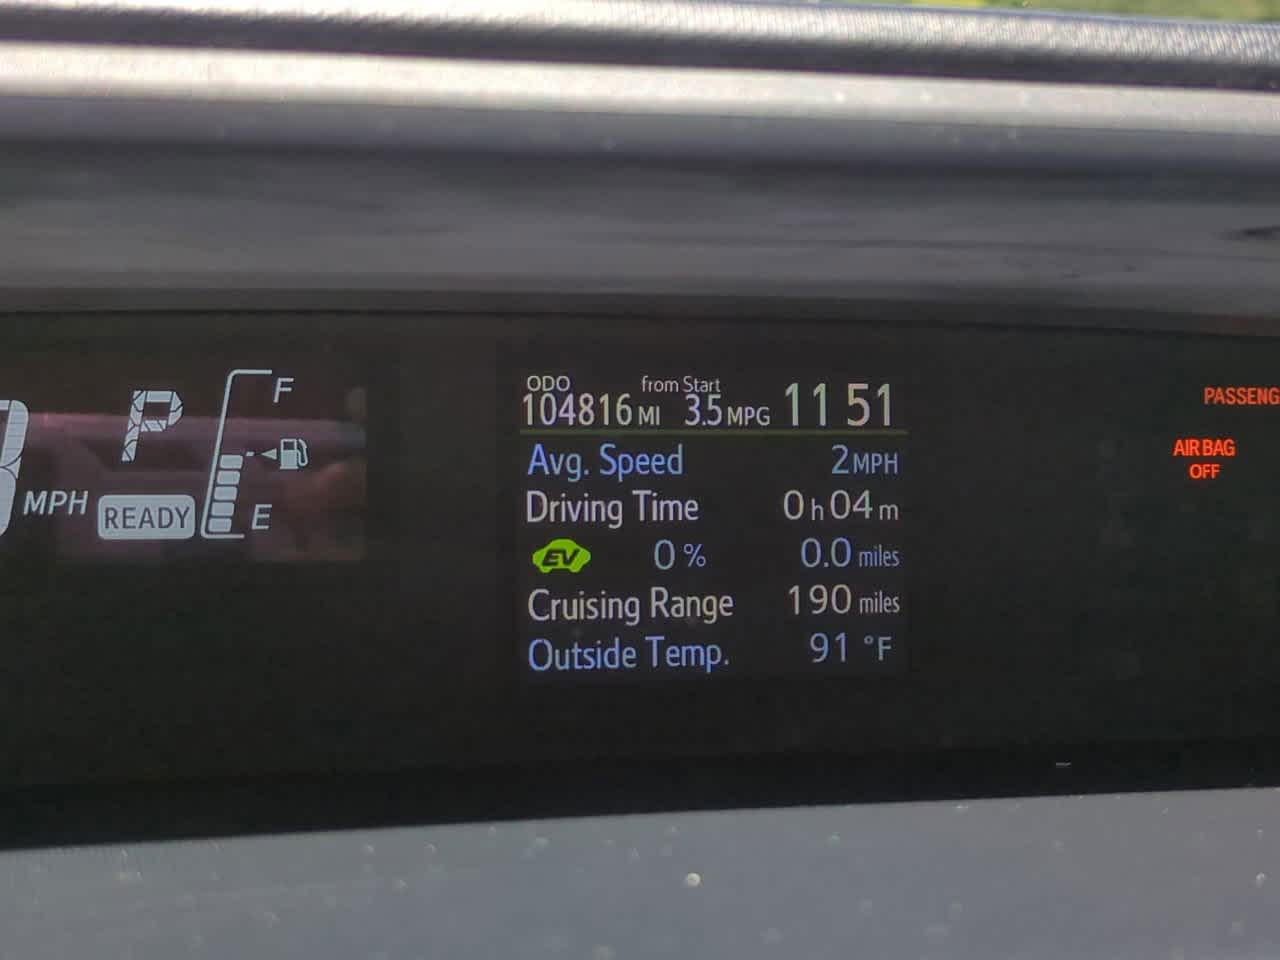 P
F
MPH
READY
E
ODO from Start
104816 MI 3.5 MPG 11 51
Avg. Speed 2 MPH
Driving Time 0 h 04 m
EV 0 % 0.0 miles
Cruising Range 190 miles
Outside Temp. 91 °F
PASSENG
AIR BAG
OFF